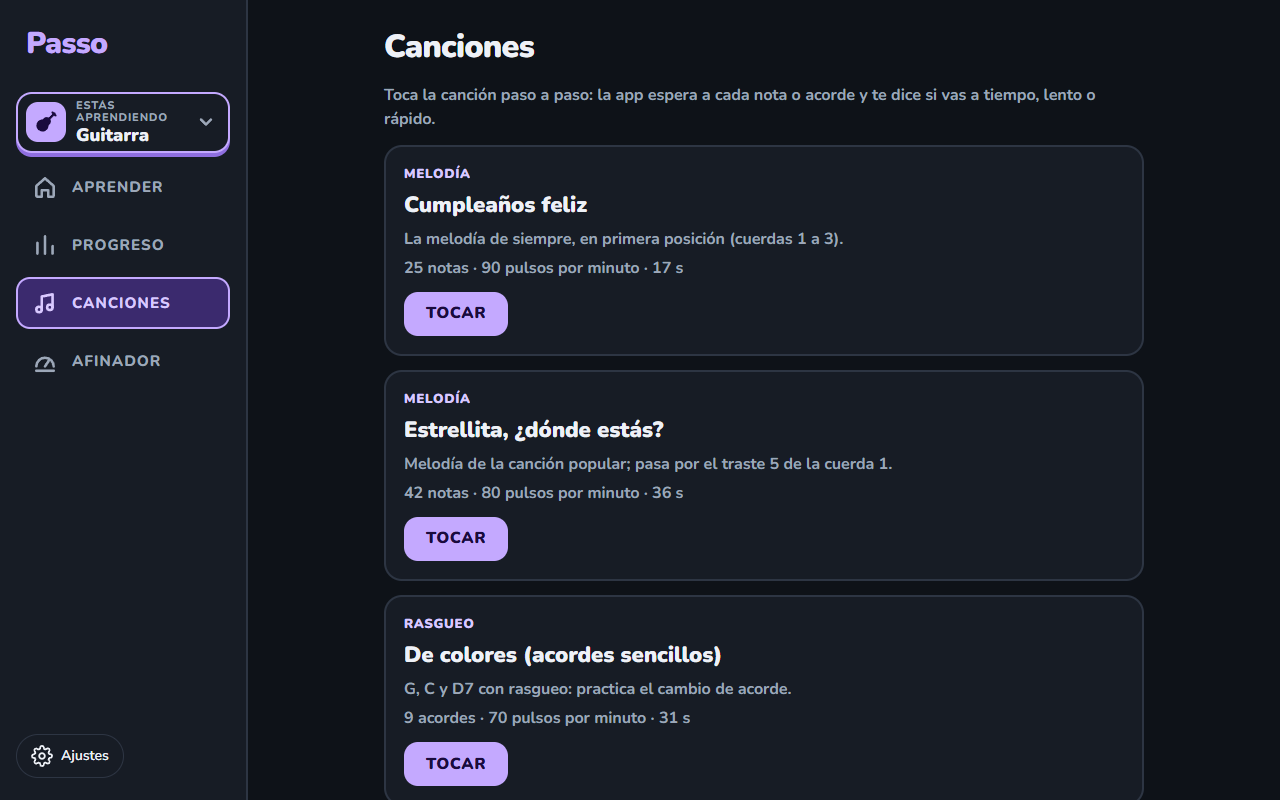 Passo
ESTÁS
APRENDIENDO
Guitarra
APRENDER
PROGRESO
CANCIONES
AFINADOR
Ajustes
Canciones
Toca la canción paso a paso: la app espera a cada nota o acorde y te dice si vas a tiempo, lento o
rápido.
MELODÍA
Cumpleaños feliz
La melodía de siempre, en primera posición (cuerdas 1 a 3).
25 notas · 90 pulsos por minuto · 17 s
TOCAR
MELODÍA
Estrellita, ¿dónde estás?
Melodía de la canción popular; pasa por el traste 5 de la cuerda 1.
42 notas · 80 pulsos por minuto · 36 s
TOCAR
RASGUEO
De colores (acordes sencillos)
G, C y D7 con rasgueo: practica el cambio de acorde.
9 acordes · 70 pulsos por minuto · 31 s
TOCAR